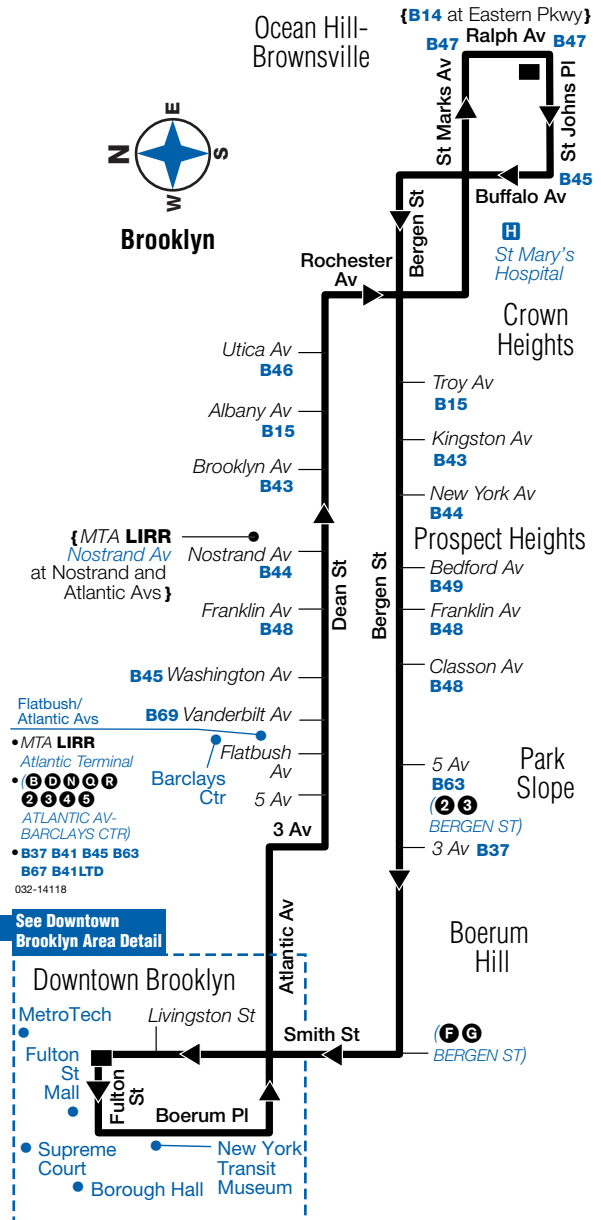 Ocean Hill-
Brownsville
{B14 at Eastern Pkwy}
B47 Ralph Av B47
St Marks Av
St Johns Pl
N
E
S
W
Brooklyn
B45
Buffalo Av
Bergen St
H
St Mary's
Hospital
Rochester
Av
Crown
Heights
Utica Av
B46
Troy Av
B15
Albany Av
B15
Kingston Av
B43
Brooklyn Av
B43
New York Av
B44
{MTA LIRR
Nostrand Av
at Nostrand and
Atlantic Avs}
Nostrand Av
B44
Prospect Heights
Bedford Av
B49
Dean St
Bergen St
Franklin Av
B48
Franklin Av
B48
B45 Washington Av
Classon Av
B48
B69 Vanderbilt Av
Flatbush/
Atlantic Avs
• MTA LIRR
Atlantic Terminal
• (B D N Q R
2 3 4 5
ATLANTIC AV-
BARCLAYS CTR)
• B37 B41 B45 B63
B67 B41LTD
032-14118
Barclays
Ctr
Flatbush
Av
5 Av
3 Av
5 Av
B63
(2 3
BERGEN ST)
3 Av B37
Park
Slope
See Downtown
Brooklyn Area Detail
Atlantic Av
Boerum
Hill
Downtown Brooklyn
MetroTech
Livingston St
Smith St
(F G
BERGEN ST)
Fulton
St
Mall
Fulton
St
Boerum Pl
Supreme
Court
New York
Transit
Museum
Borough Hall